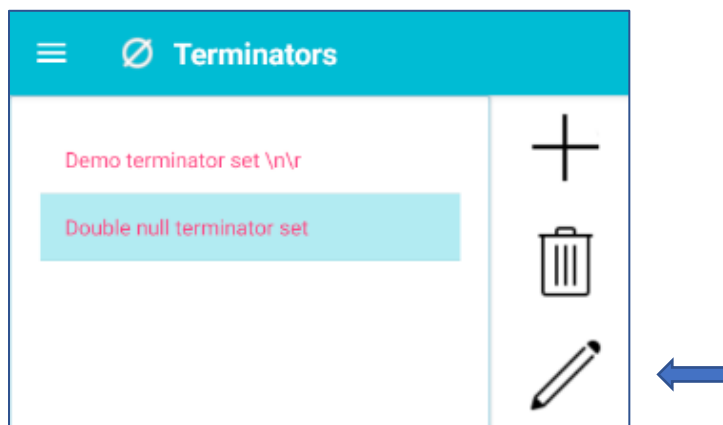 Terminators
Demo terminator set \n\r
Double null terminator set